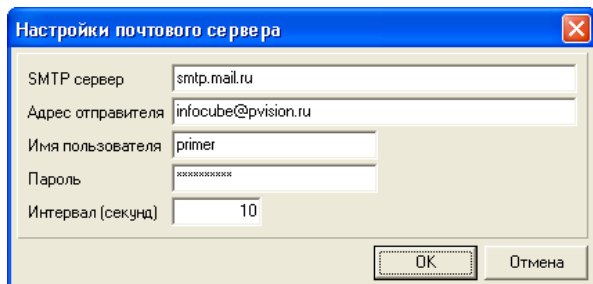 Настройки почтового сервера
SMTP сервер smtp.mail.ru
Адрес отправителя infocube@pvision.ru
Имя пользователя primer
Пароль **********
Интервал (секунд) 10
OK Отмена